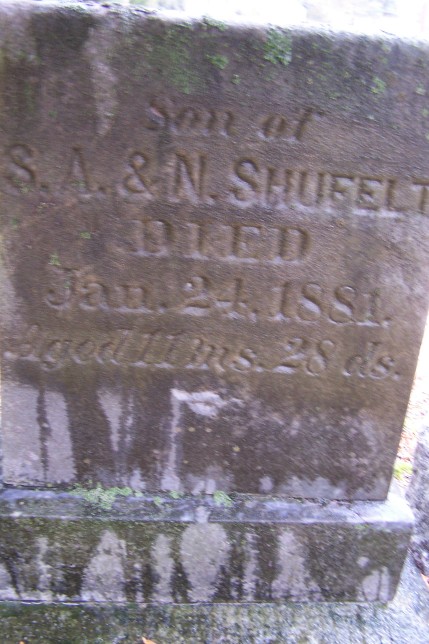 Son of
S. A. & N. SHUFELT
DIED
Jan. 24, 1881.
Aged 11 ms. 28 ds.